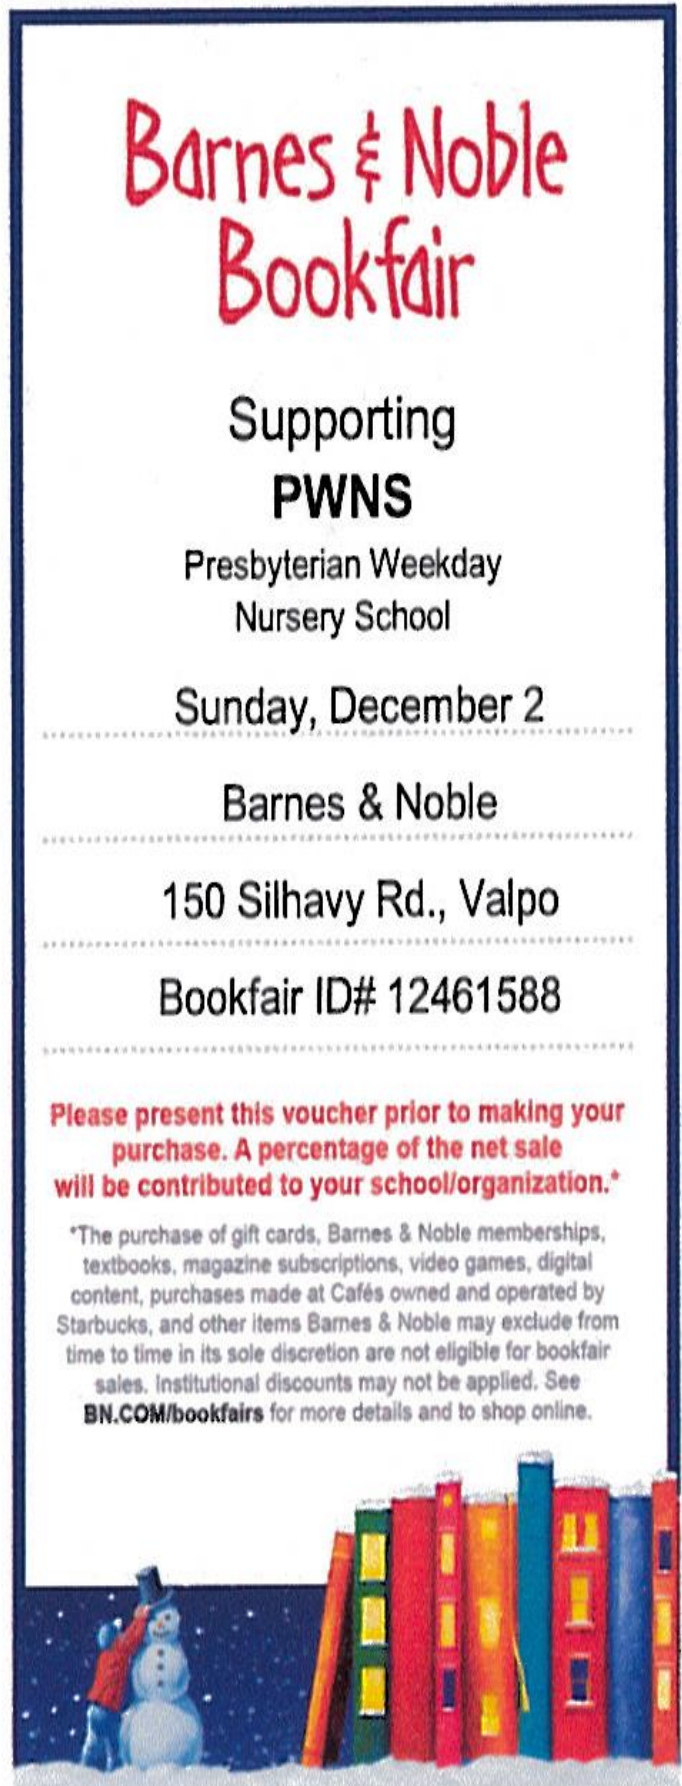 Barnes & Noble
Bookfair
Supporting
PWNS
Presbyterian Weekday
Nursery School
Sunday, December 2
Barnes & Noble
150 Silhavy Rd., Valpo
Bookfair ID# 12461588
Please present this voucher prior to making your
purchase. A percentage of the net sale
will be contributed to your school/organization.*
*The purchase of gift cards, Barnes & Noble memberships,
textbooks, magazine subscriptions, video games, digital
content, purchases made at Cafés owned and operated by
Starbucks, and other items Barnes & Noble may exclude from
time to time in its sole discretion are not eligible for bookfair
sales. Institutional discounts may not be applied. See
BN.COM/bookfairs for more details and to shop online.